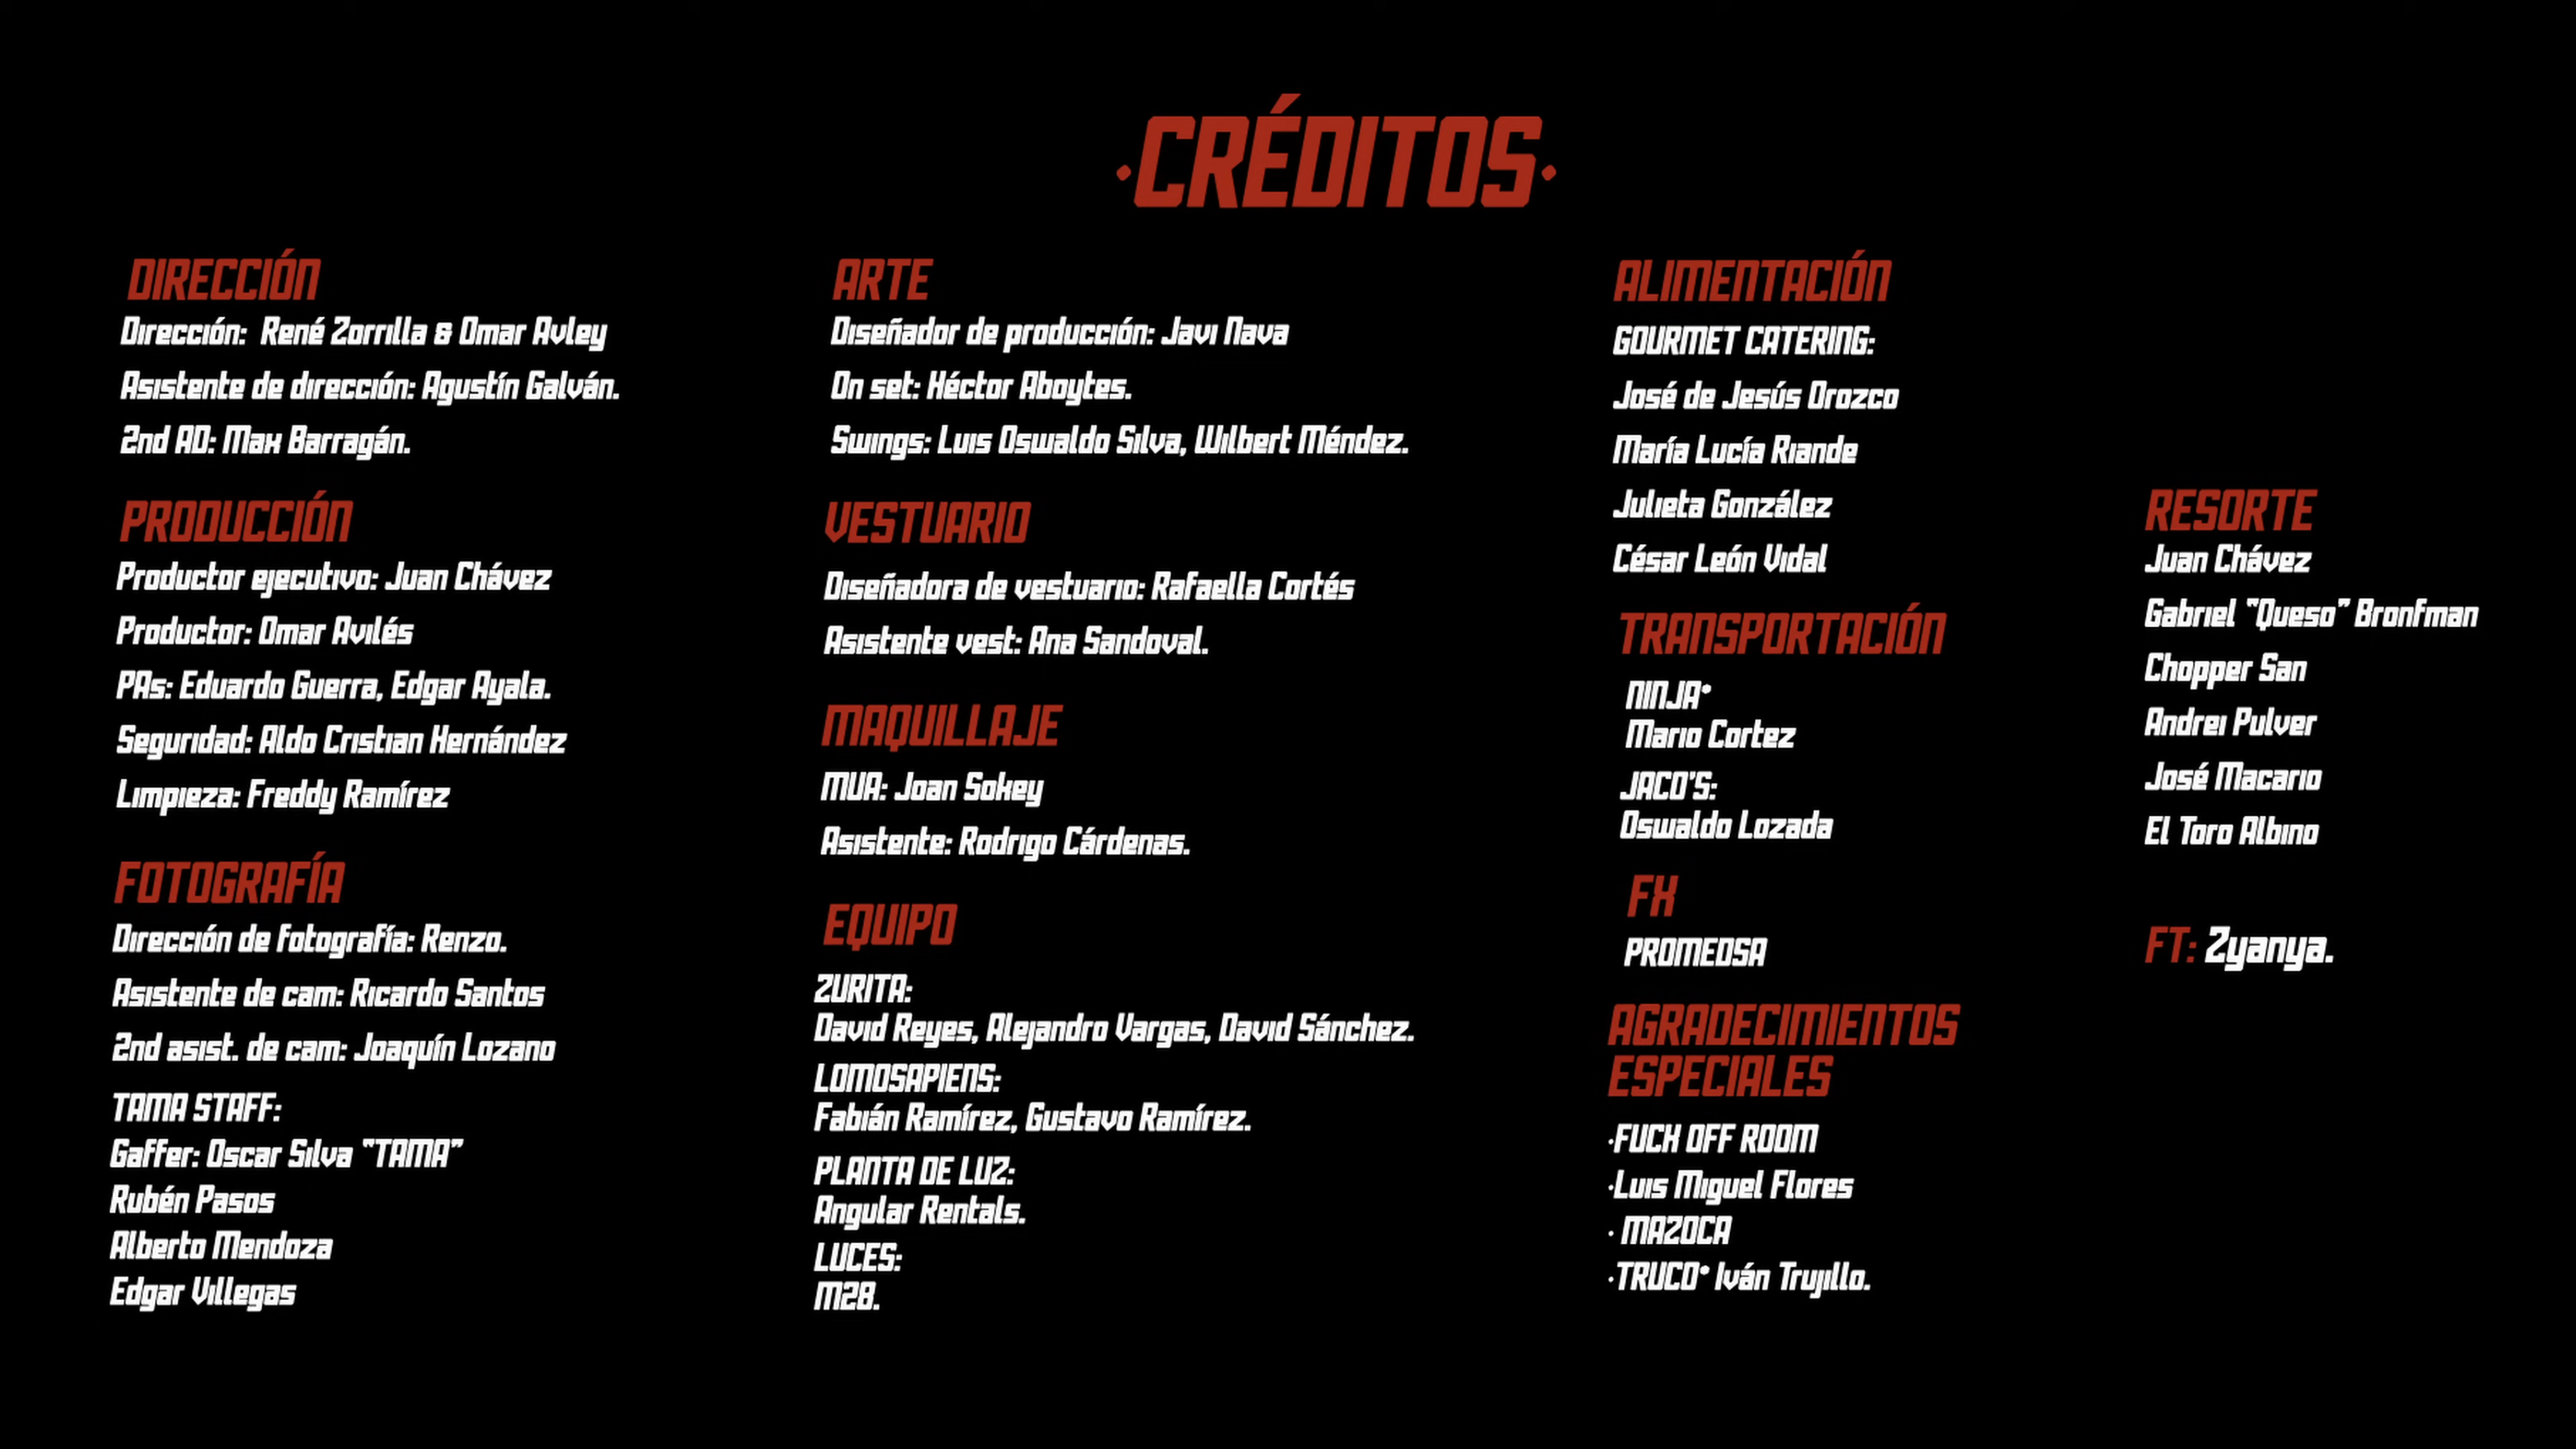 ·CRÉDITOS·
DIRECCIÓN
Dirección: René Zorrilla & Omar Avley
Asistente de dirección: Agustín Galván.
2nd AD: Max Barragán.
PRODUCCIÓN
Productor ejecutivo: Juan Chávez
Productor: Omar Avilés
PAs: Eduardo Guerra, Edgar Ayala.
Seguridad: Aldo Cristian Hernández
Limpieza: Freddy Ramírez
FOTOGRAFÍA
Dirección de fotografía: Renzo.
Asistente de cam: Ricardo Santos
2nd asist. de cam: Joaquín Lozano
TAMA STAFF:
Gaffer: Oscar Silva "TAMA"
Rubén Pasos
Alberto Mendoza
Edgar Villegas
ARTE
Diseñador de producción: Javi Nava
On set: Héctor Aboytes.
Swings: Luis Oswaldo Silva, Wilbert Méndez.
VESTUARIO
Diseñadora de vestuario: Rafaella Cortés
Asistente vest: Ana Sandoval.
MAQUILLAJE
MUA: Joan Sokey
Asistente: Rodrigo Cárdenas.
EQUIPO
ZURITA:
David Reyes, Alejandro Vargas, David Sánchez.
LOMOSAPIENS:
Fabián Ramírez, Gustavo Ramírez.
PLANTA DE LUZ:
Angular Rentals.
LUCES:
M28.
ALIMENTACIÓN
GOURMET CATERING:
José de Jesús Orozco
María Lucía Riande
Julieta González
César León Vidal
TRANSPORTACIÓN
NINJA*
Mario Cortez
JACO'S:
Oswaldo Lozada
FX
PROMEOSA
AGRADECIMIENTOS
ESPECIALES
·FUCK OFF ROOM
·Luis Miguel Flores
· MAZOCA
·TRUCO* Iván Trujillo.
RESORTE
Juan Chávez
Gabriel "Queso" Bronfman
Chopper San
Andrei Pulver
José Macario
El Toro Albino
FT: Zyanya.